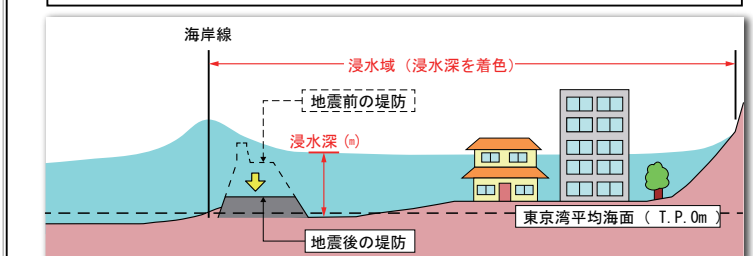 海岸線
浸水域（浸水深を着色）
地震前の堤防
浸水深(m)
東京湾平均海面（ T.P.0m ）
地震後の堤防